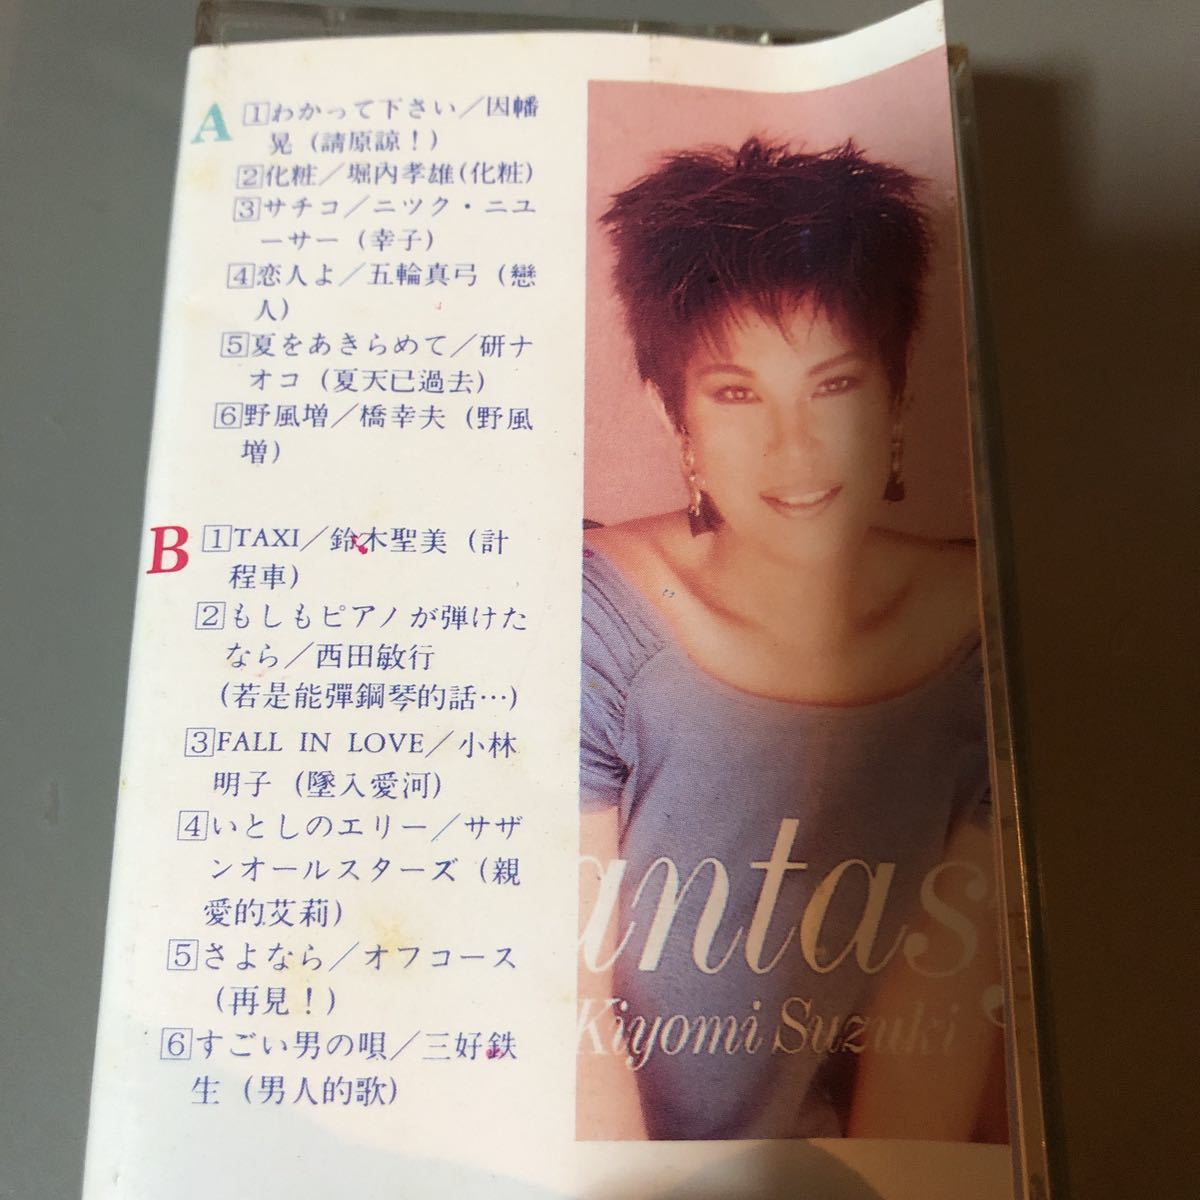 A
1わかって下さい／因幡
晃（請原諒！）
2化粧／堀內孝雄(化粧)
3サチコ／ニツク・ニユ
ーサー（幸子）
4恋人よ／五輪真弓（戀
人）
5夏をあきらめて／研ナ
オコ（夏天已過去）
6野風増／橋幸夫（野風
増）
B
1TAXI／鈴木聖美（計
程車）
2もしもピアノが弾けた
なら／西田敏行
（若是能彈鋼琴的話…）
3FALL IN LOVE／小林
明子（墜入愛河）
4いとしのエリー／サザ
ンオールスターズ（親
愛的艾莉）
5さよなら／オフコース
（再見！）
6すごい男の唄／三好鉄
生（男人的歌）
antas
Kiyomi Suzuki